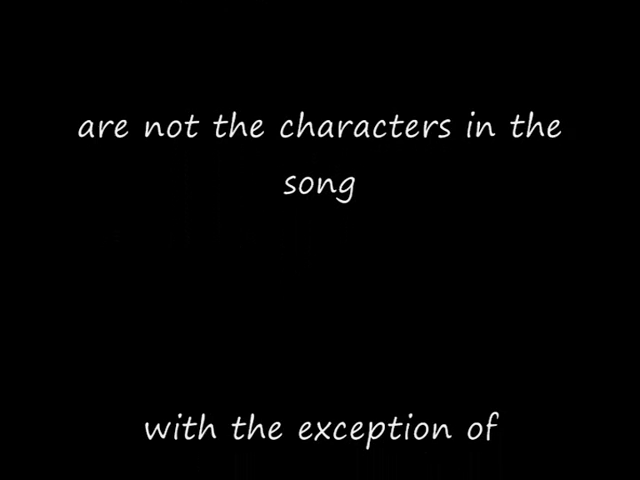 are not the characters in the
song
with the exception of